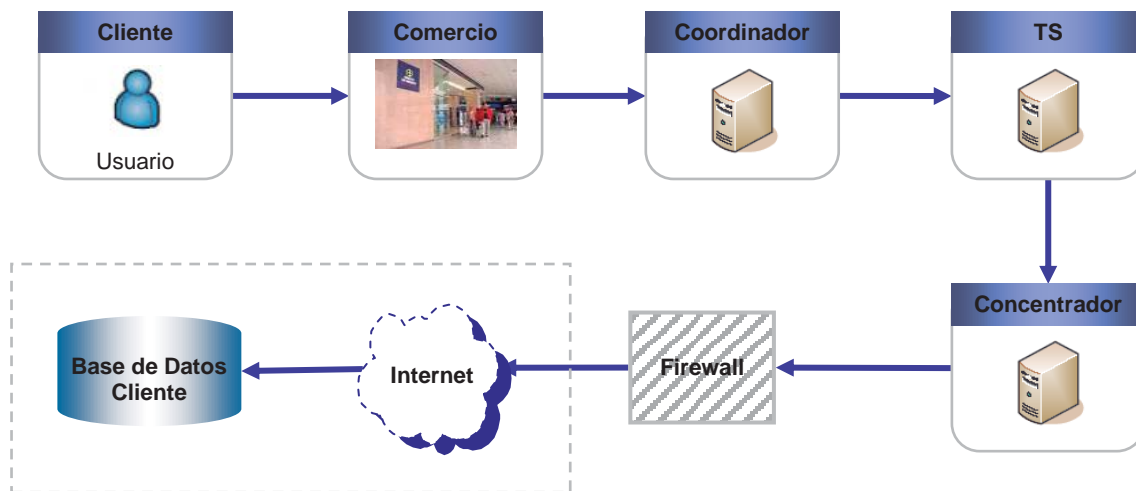 Cliente
Comercio
Coordinador
TS
Usuario
Concentrador
Base de Datos
Cliente
Internet
Firewall